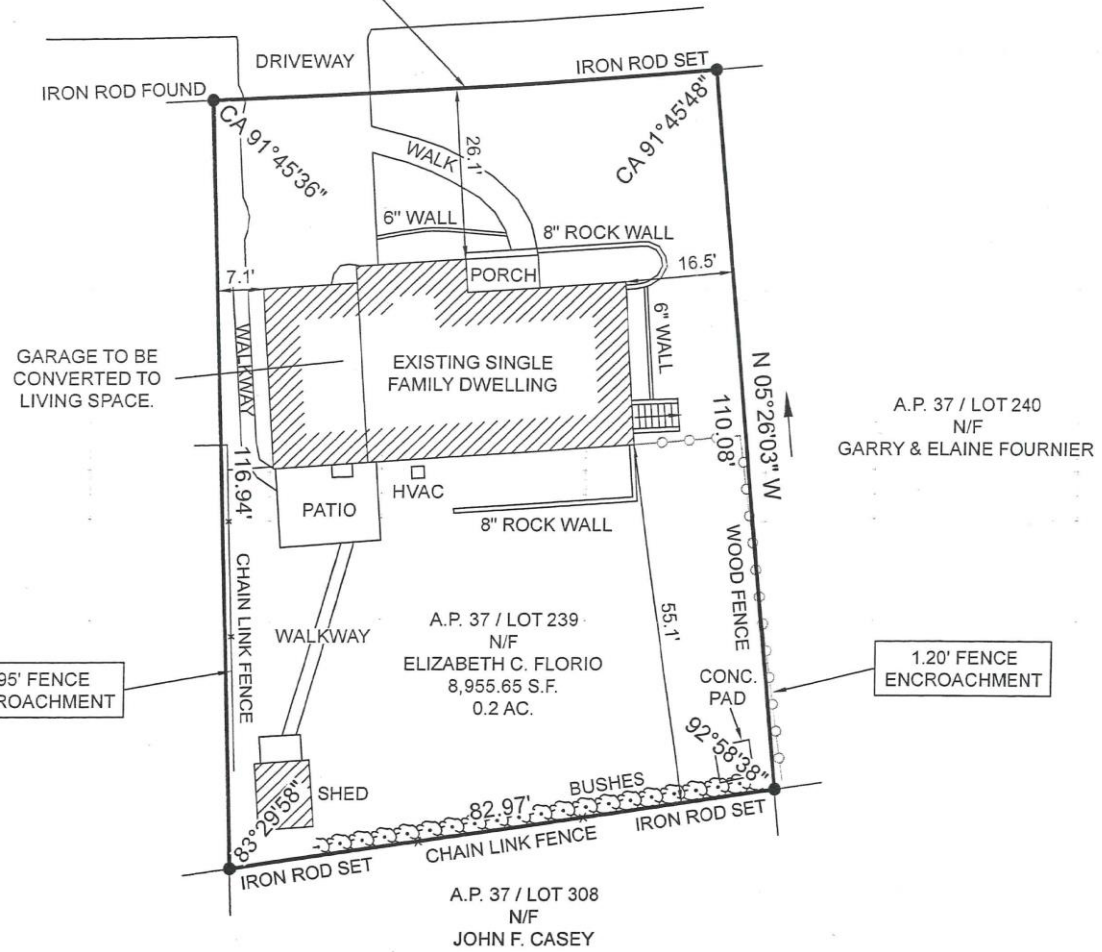 DRIVEWAY
IRON ROD FOUND
IRON ROD SET
CA 91°45'36"
CA 91°45'48"
26.1'
WALK
6" WALL
8" ROCK WALL
PORCH
7.1'
16.5'
WALKWAY
6" WALL
GARAGE TO BE
CONVERTED TO
LIVING SPACE.
EXISTING SINGLE
FAMILY DWELLING
N 05°26'03" W
110.08'
A.P. 37 / LOT 240
N/F
GARRY & ELAINE FOURNIER
116.94'
HVAC
PATIO
8" ROCK WALL
CHAIN LINK FENCE
WOOD FENCE
WALKWAY
55.1'
A.P. 37 / LOT 239
N/F
ELIZABETH C. FLORIO
8,955.65 S.F.
0.2 AC.
95' FENCE
ROACHMENT
1.20' FENCE
ENCROACHMENT
CONC.
PAD
92°58'38"
SHED
83°29'58"
BUSHES
82.97'
IRON ROD SET
CHAIN LINK FENCE
IRON ROD SET
A.P. 37 / LOT 308
N/F
JOHN F. CASEY